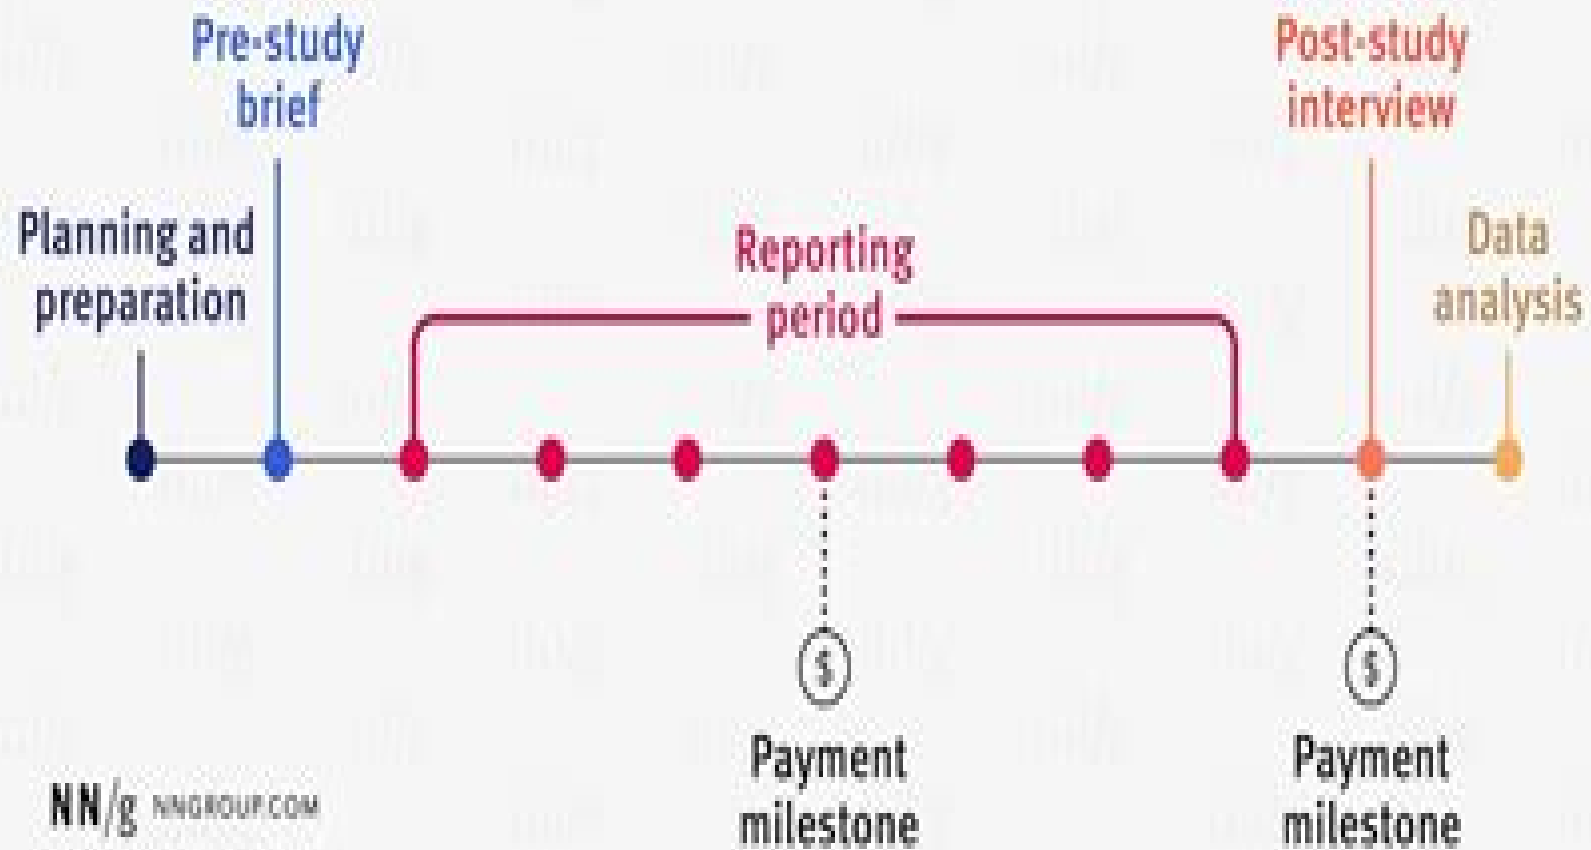 Pre-study
brief
Post-study
interview
Planning and
preparation
Reporting
period
Data
analysis
$
$
Payment
milestone
Payment
milestone
NN/g NNGROUP.COM